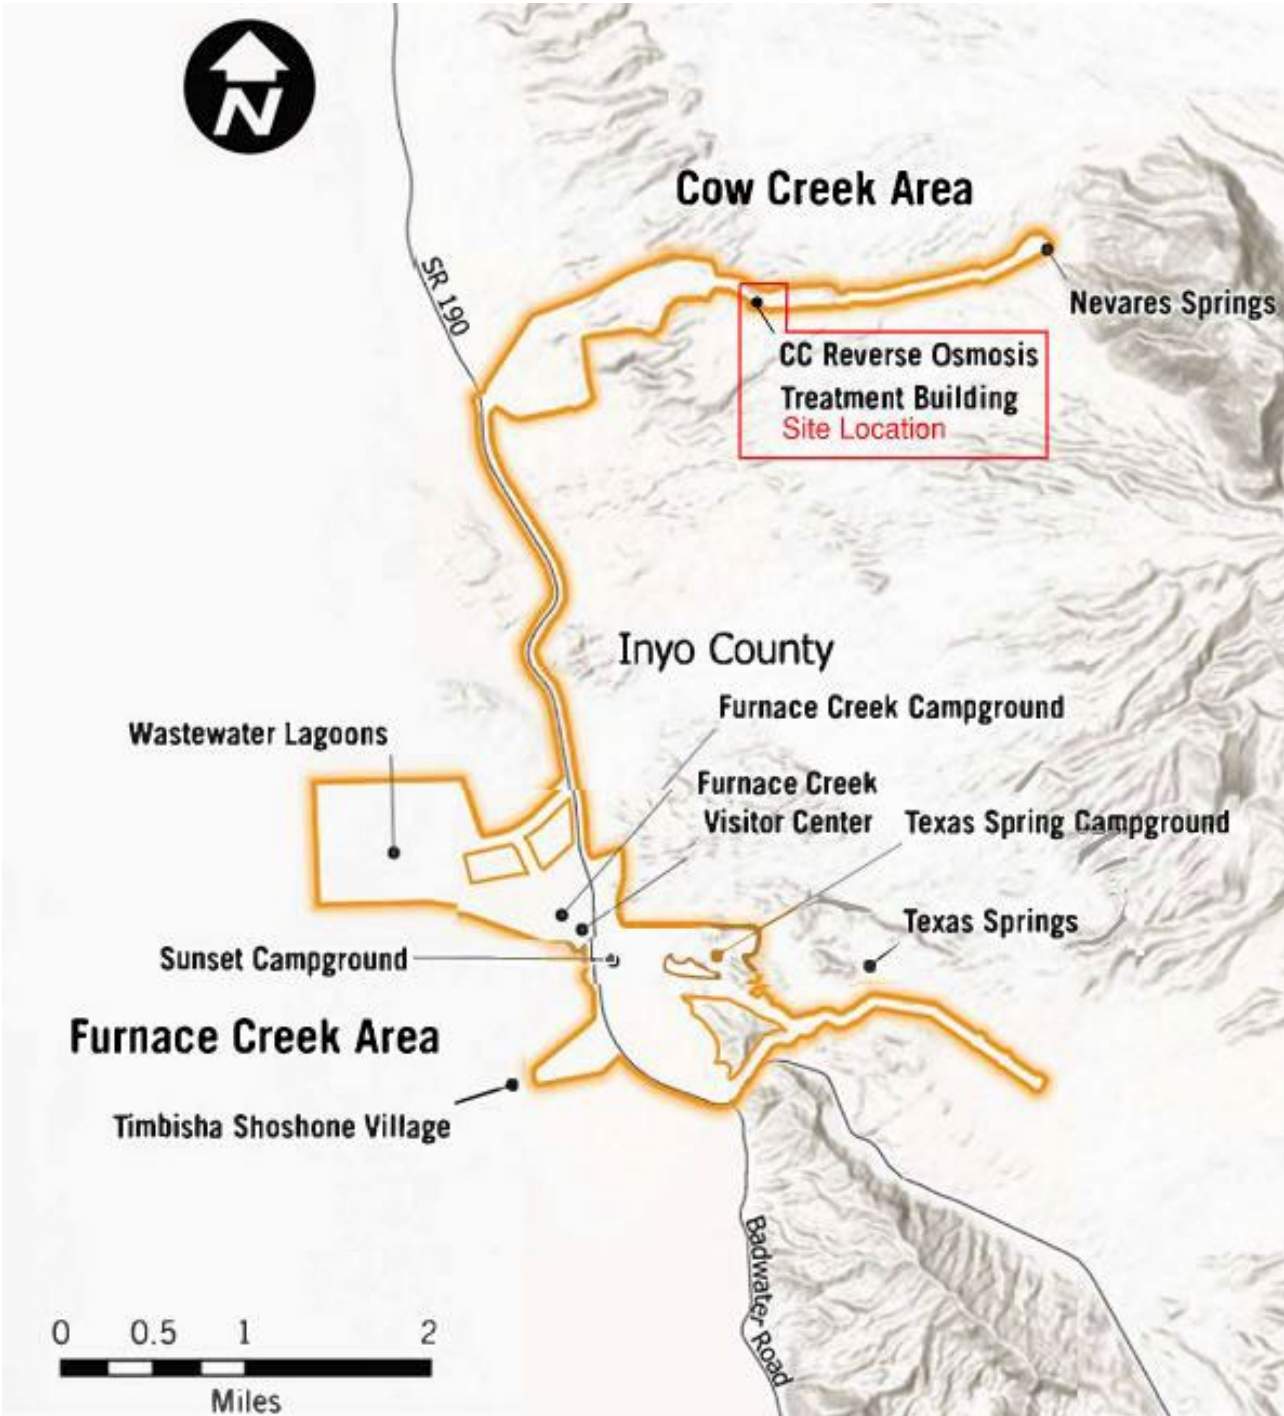 N
Cow Creek Area
SR 190
Nevares Springs
CC Reverse Osmosis
Treatment Building
Site Location
Inyo County
Furnace Creek Campground
Wastewater Lagoons
Furnace Creek
Visitor Center
Texas Spring Campground
Texas Springs
Sunset Campground
Furnace Creek Area
Timbisha Shoshone Village
Badwater Road
0 0.5 1 2
Miles